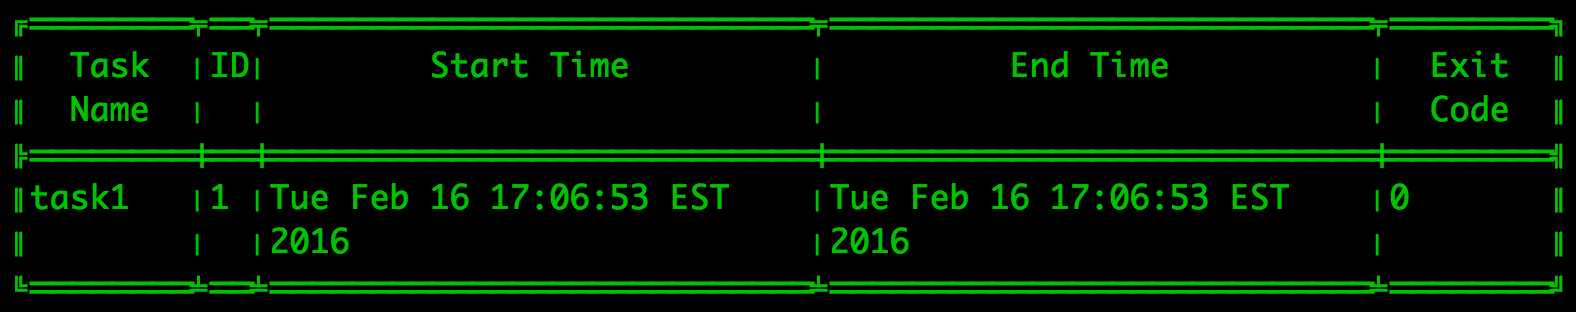 Task ID Start Time End Time Exit
Name Code
task1 1 Tue Feb 16 17:06:53 EST Tue Feb 16 17:06:53 EST 0
2016 2016